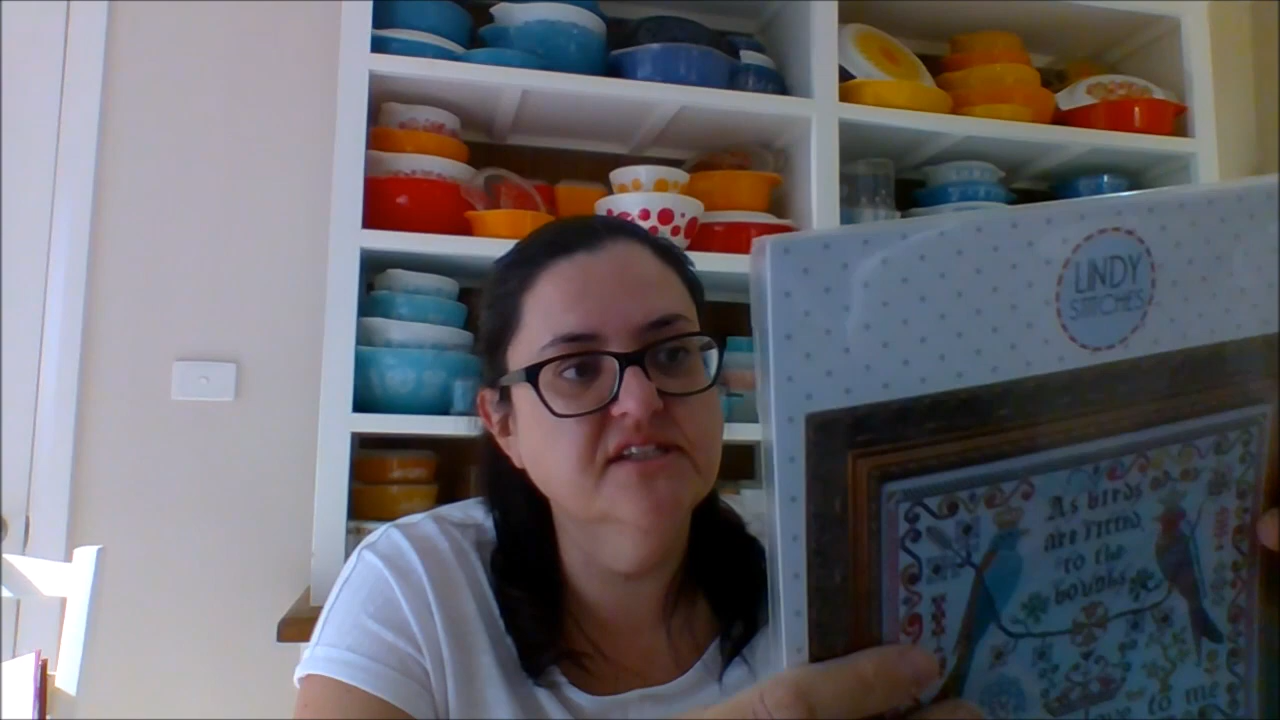 LINDY
STITCHES
As birds
are friend
to the
boughs
to me